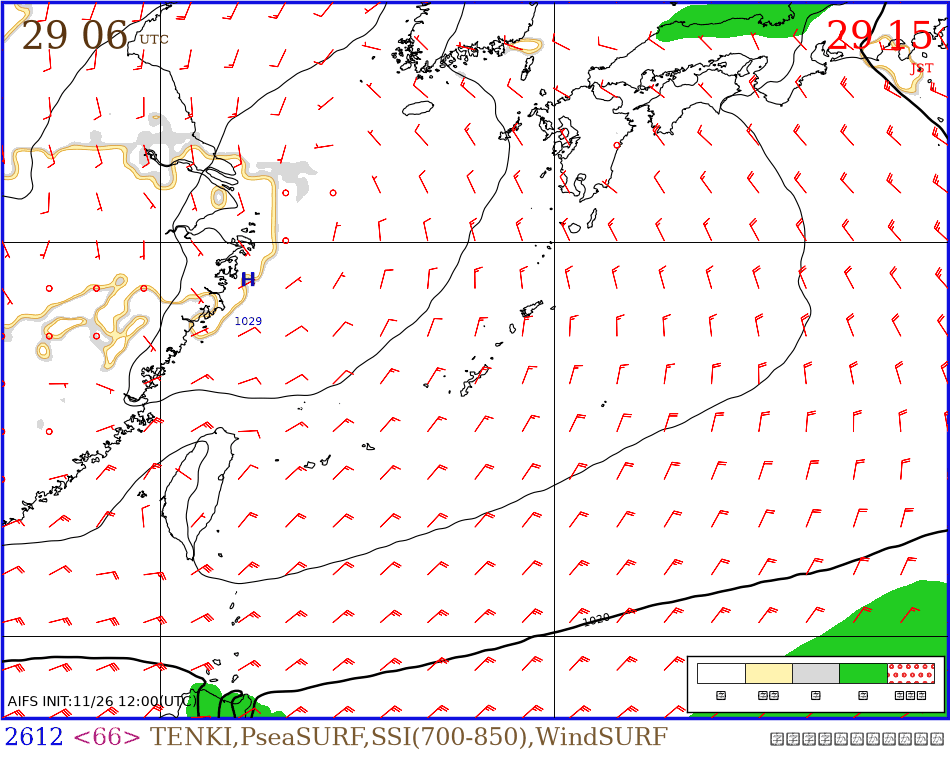 29 06 UTC
29 15
JST
H
1029
1020
AIFS INIT:11/26 12:00(UTC)
2612 <66> TENKI,PseaSURF,SSI(700-850),WindSURF